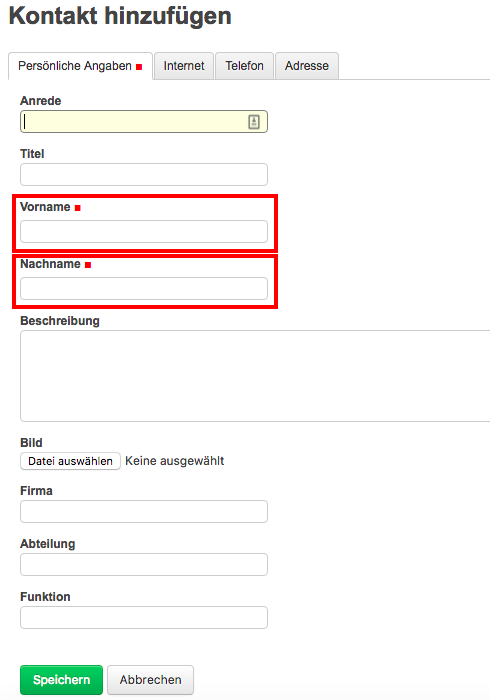 Kontakt hinzufügen
Persönliche Angaben Internet Telefon Adresse
Anrede
Titel
Vorname
Nachname
Beschreibung
Bild
Datei auswählen Keine ausgewählt
Firma
Abteilung
Funktion
Speichern Abbrechen